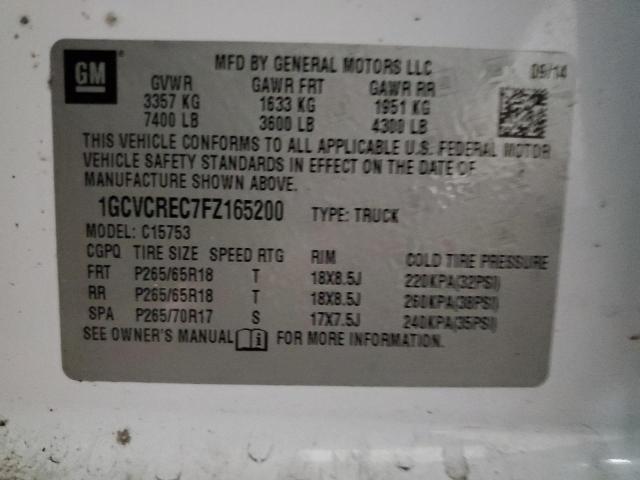 GM
MFD BY GENERAL MOTORS LLC 09/14
GVWR GAWR FRT GAWR RR
3357 KG 1633 KG 1951 KG
7400 LB 3600 LB 4300 LB
THIS VEHICLE CONFORMS TO ALL APPLICABLE U.S. FEDERAL MOTOR
VEHICLE SAFETY STANDARDS IN EFFECT ON THE DATE OF
MANUFACTURE SHOWN ABOVE.
1GCVCREC7FZ165200 TYPE: TRUCK
MODEL: C15753
CGPQ TIRE SIZE SPEED RTG RIM COLD TIRE PRESSURE
FRT P265/65R18 T 18X8.5J 220KPA(32PSI)
RR P265/65R18 T 18X8.5J 260KPA(38PSI)
SPA P265/70R17 S 17X7.5J 240KPA(35PSI)
SEE OWNER'S MANUAL FOR MORE INFORMATION.